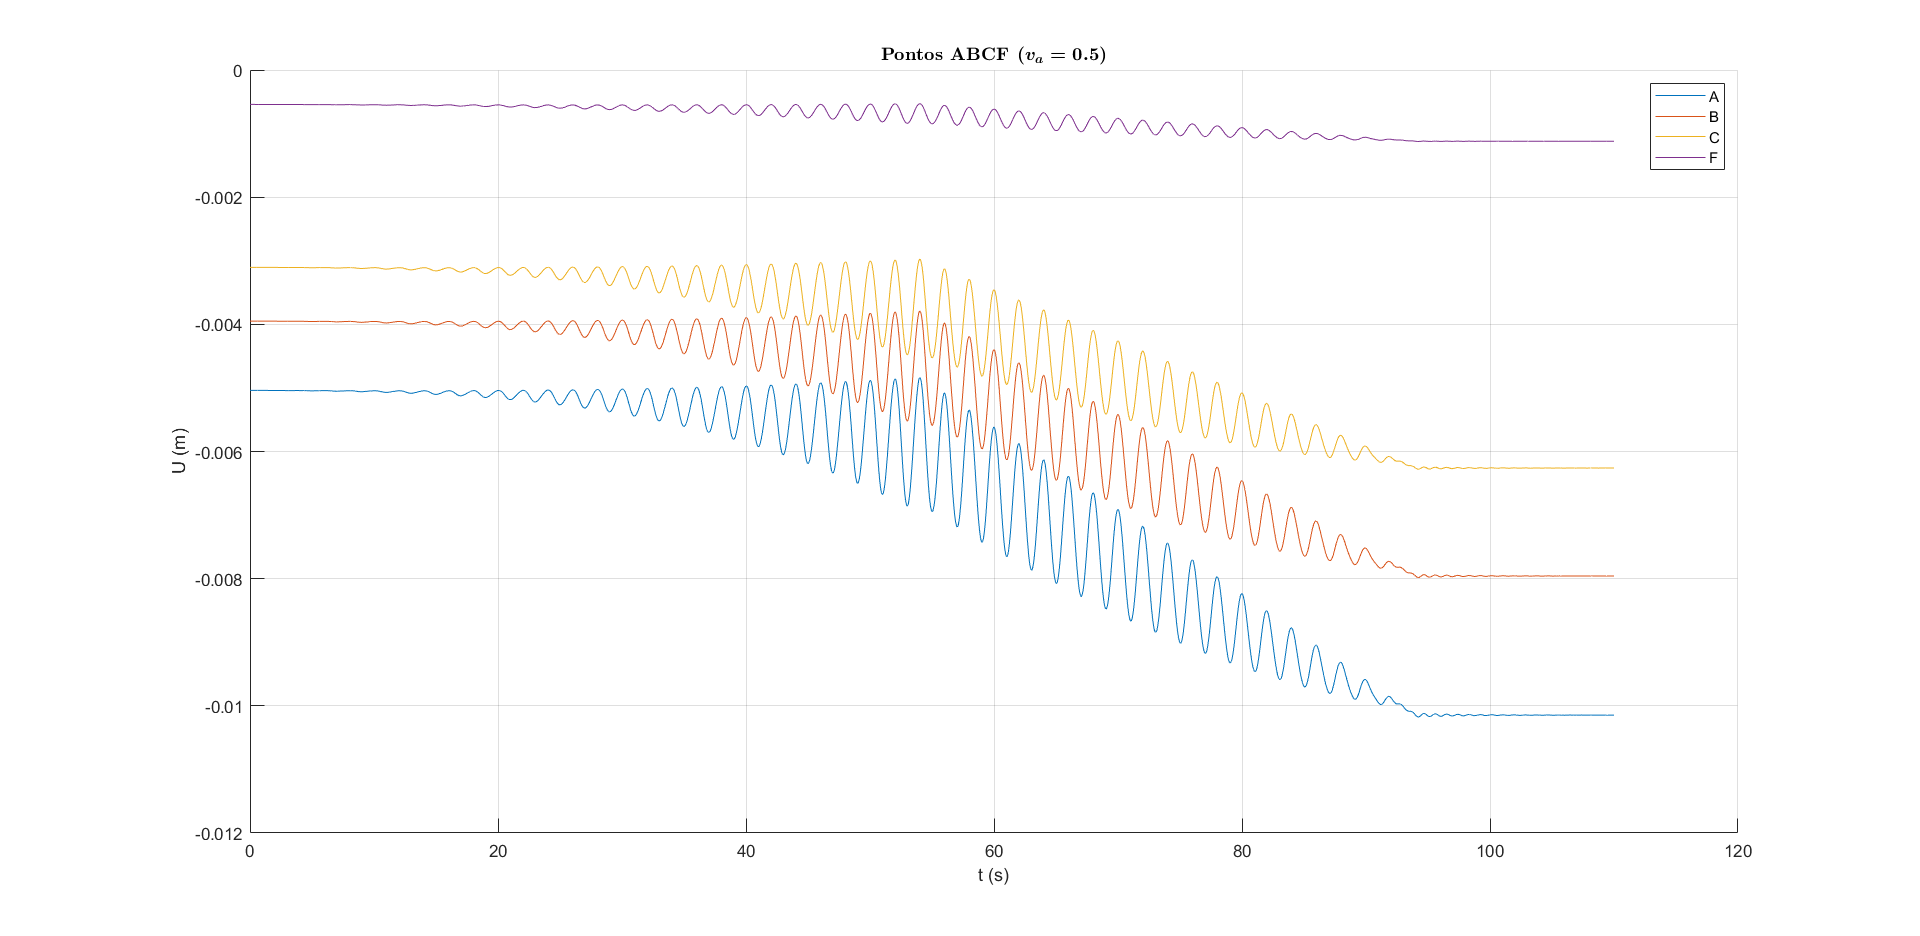 Pontos ABCF (v_a = 0.5)
0
-0.002
-0.004
-0.006
-0.008
-0.01
-0.012
U (m)
A
B
C
F
0 20 40 60 80 100 120
t (s)